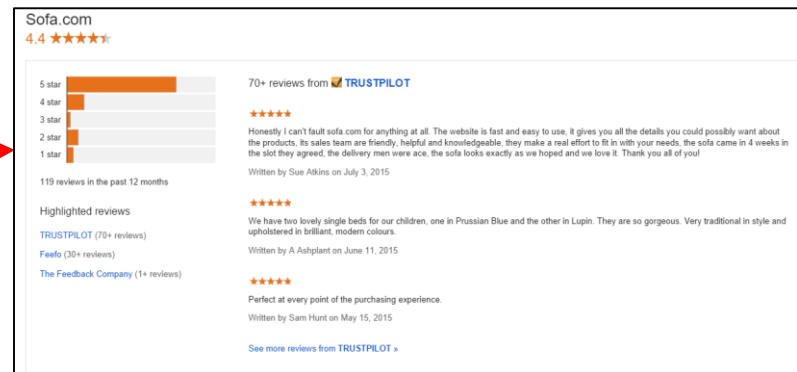 Sofa.com
4.4
5 star
4 star
3 star
2 star
1 star
119 reviews in the past 12 months
Highlighted reviews
TRUSTPILOT (70+ reviews)
Feefo (30+ reviews)
The Feedback Company (1+ reviews)
70+ reviews from TRUSTPILOT
Honestly I can't fault sofa.com for anything at all. The website is fast and easy to use, it gives you all the details you could possibly want about
the products, its sales team are friendly, helpful and knowledgeable, they make a real effort to fit in with your needs, the sofa came in 4 weeks in
the slot they agreed, the delivery men were ace, the sofa looks exactly as we hoped and we love it. Thank you all of you!
Written by Sue Atkins on July 3, 2015
We have two lovely single beds for our children, one in Prussian Blue and the other in Lupin. They are so gorgeous. Very traditional in style and
upholstered in brilliant, modern colours.
Written by A Ashplant on June 11, 2015
Perfect at every point of the purchasing experience.
Written by Sam Hunt on May 15, 2015
See more reviews from TRUSTPILOT »